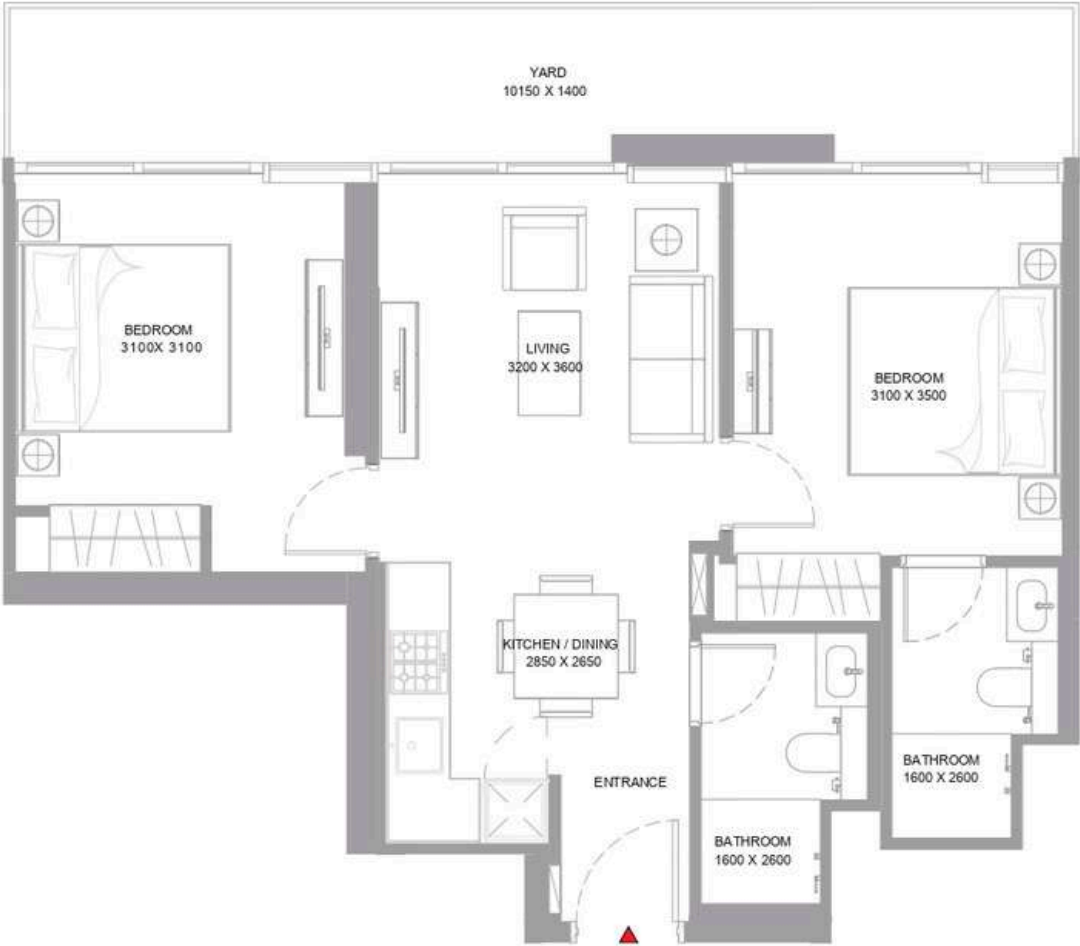 YARD
10150 X 1400
BEDROOM
3100X 3100
LIVING
3200 X 3600
BEDROOM
3100 X 3500
KITCHEN / DINING
2850 X 2650
ENTRANCE
BATHROOM
1600 X 2600
BATHROOM
1600 X 2600